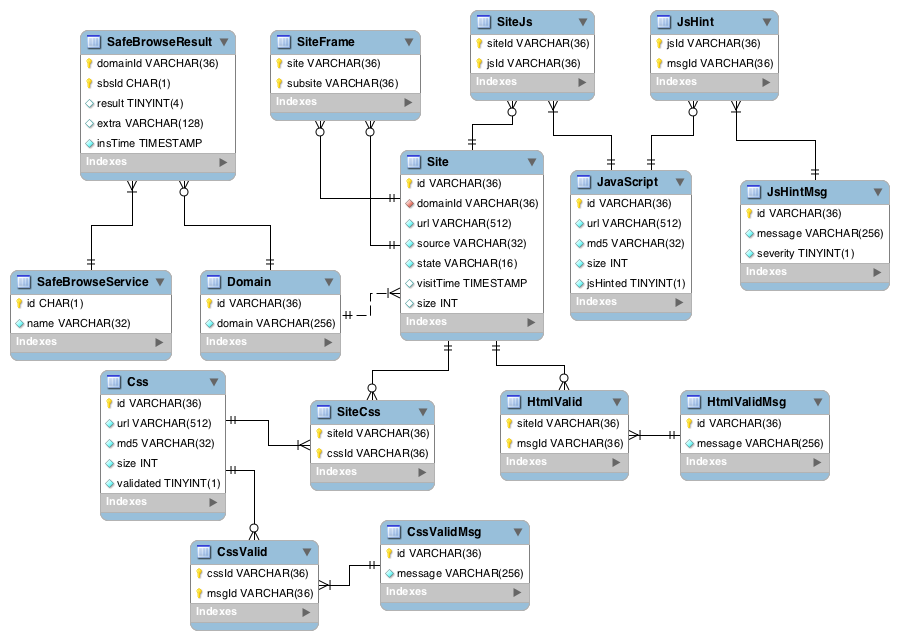 SafeBrowseResult
domainId VARCHAR(36)
sbsId CHAR(1)
result TINYINT(4)
extra VARCHAR(128)
insTime TIMESTAMP
Indexes
SiteFrame
site VARCHAR(36)
subsite VARCHAR(36)
Indexes
SiteJs
siteId VARCHAR(36)
jsId VARCHAR(36)
Indexes
JsHint
jsId VARCHAR(36)
msgId VARCHAR(36)
Indexes
Site
id VARCHAR(36)
domainId VARCHAR(36)
url VARCHAR(512)
source VARCHAR(32)
state VARCHAR(16)
visitTime TIMESTAMP
size INT
Indexes
JavaScript
id VARCHAR(36)
url VARCHAR(512)
md5 VARCHAR(32)
size INT
jsHinted TINYINT(1)
Indexes
JsHintMsg
id VARCHAR(36)
message VARCHAR(256)
severity TINYINT(1)
Indexes
SafeBrowseService
id CHAR(1)
name VARCHAR(32)
Indexes
Domain
id VARCHAR(36)
domain VARCHAR(256)
Indexes
Css
id VARCHAR(36)
url VARCHAR(512)
md5 VARCHAR(32)
size INT
validated TINYINT(1)
Indexes
SiteCss
siteId VARCHAR(36)
cssId VARCHAR(36)
Indexes
HtmlValid
siteId VARCHAR(36)
msgId VARCHAR(36)
Indexes
HtmlValidMsg
id VARCHAR(36)
message VARCHAR(256)
Indexes
CssValid
cssId VARCHAR(36)
msgId VARCHAR(36)
Indexes
CssValidMsg
id VARCHAR(36)
message VARCHAR(256)
Indexes